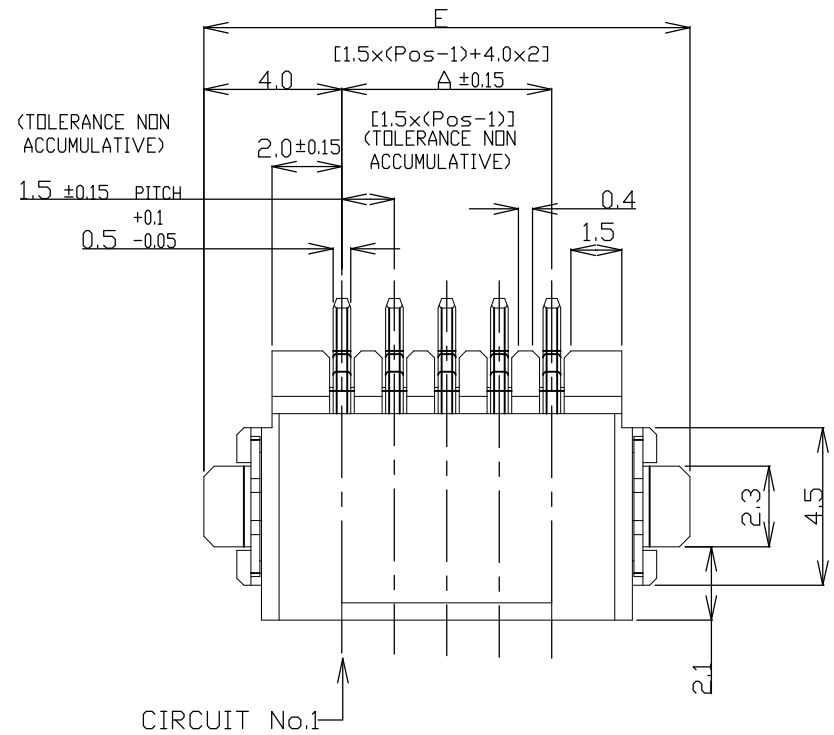 E
[1.5x(Pos-1)+4.0x2]
4.0
A ±0.15
[1.5x(Pos-1)]
(TOLERANCE NON
ACCUMULATIVE)
(TOLERANCE NON
ACCUMULATIVE)
2.0±0.15
1.5 ±0.15 PITCH
0.4
+0.1
0.5 -0.05
1.5
2.3
4.5
2.1
CIRCUIT No.1